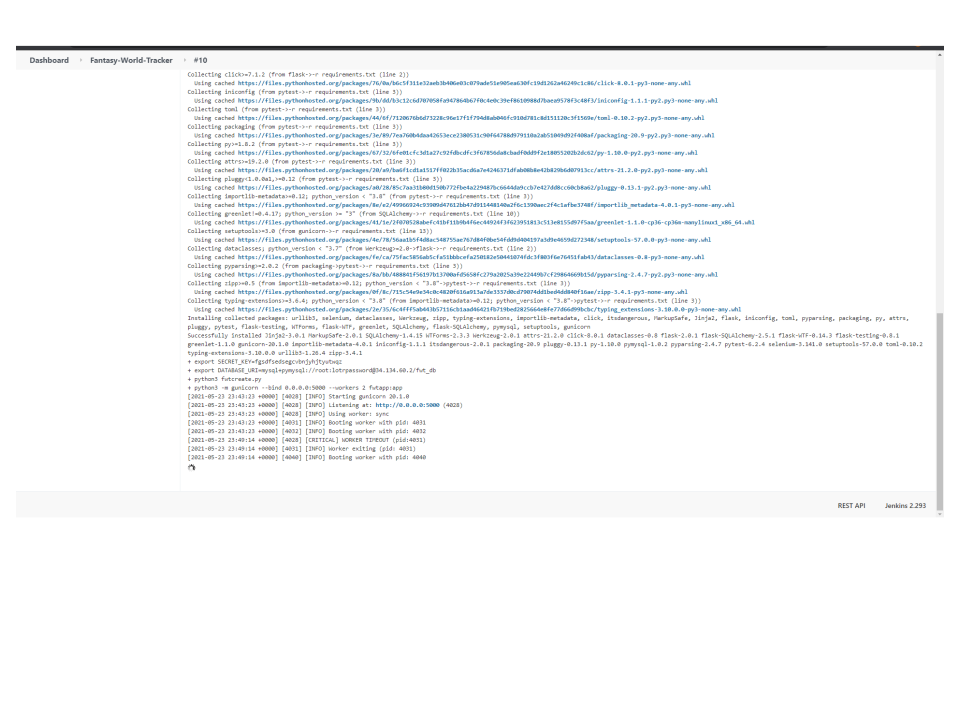 Dashboard › Fantasy-World-Tracker › #10
Collecting click>=7.1.2 (from flask->-r requirements.txt (line 2))
Using cached https://files.pythonhosted.org/packages/76/0a/b6c5f311e32aeb3b406e03c079ade51e905ea630fc19d1262a46249c1c86/click-8.0.1-py3-none-any.whl
Collecting iniconfig (from pytest->-r requirements.txt (line 3))
Using cached https://files.pythonhosted.org/packages/9b/dd/b3c12c6d707058fa947864b67f0c4e0c39ef8610988d7baea9578f3c48f3/iniconfig-1.1.1-py2.py3-none-any.whl
Collecting toml (from pytest->-r requirements.txt (line 3))
Using cached https://files.pythonhosted.org/packages/44/6f/7120676b6d73228c96e17f1f794d8ab046fc910d781c8d151120c3f1569e/toml-0.10.2-py2.py3-none-any.whl
Collecting packaging (from pytest->-r requirements.txt (line 3))
Using cached https://files.pythonhosted.org/packages/3e/89/7ea760b4daa42653ece2380531c90f64788d979110a2ab51049d92f408af/packaging-20.9-py2.py3-none-any.whl
Collecting py>=1.8.2 (from pytest->-r requirements.txt (line 3))
Using cached https://files.pythonhosted.org/packages/67/32/6fe01cfc3d1a27c92fdbcdfc3f67856da8cbadf0dd9f2e18055202b2dc62/py-1.10.0-py2.py3-none-any.whl
Collecting attrs>=19.2.0 (from pytest->-r requirements.txt (line 3))
Using cached https://files.pythonhosted.org/packages/20/a9/ba6f1cd1a1517ff022b35acd6a7e4246371dfab08b8e42b829b6d07913cc/attrs-21.2.0-py2.py3-none-any.whl
Collecting pluggy<1.0.0a1,>=0.12 (from pytest->-r requirements.txt (line 3))
Using cached https://files.pythonhosted.org/packages/a0/28/85c7aa31b80d150b772fbe4a229487bc6644da9ccb7e427dd8cc60cb8a62/pluggy-0.13.1-py2.py3-none-any.whl
Collecting importlib-metadata>=0.12; python_version < "3.8" (from pytest->-r requirements.txt (line 3))
Using cached https://files.pythonhosted.org/packages/8e/e2/49966924c93909d47612bb47d911448140a2f6c1390aec2f4c1afbe3748f/importlib_metadata-4.0.1-py3-none-any.whl
Collecting greenlet!=0.4.17; python_version >= "3" (from SQLAlchemy->-r requirements.txt (line 10))
Using cached https://files.pythonhosted.org/packages/41/1e/2f070528abefc41bf11b9b4f6ec44924f3f623951813c513e8155d97f5aa/greenlet-1.1.0-cp36-cp36m-manylinux1_x86_64.whl
Collecting setuptools>=3.0 (from gunicorn->-r requirements.txt (line 13))
Using cached https://files.pythonhosted.org/packages/4e/78/56aa1b5f4d8ac548755ae767d84f0be54fdd9d404197a3d9e4659d272348/setuptools-57.0.0-py3-none-any.whl
Collecting dataclasses; python_version < "3.7" (from Werkzeug>=2.0->flask->-r requirements.txt (line 2))
Using cached https://files.pythonhosted.org/packages/fe/ca/75fac5856ab5cfa51bbbcefa250182e50441074fdc3f803f6e76451fab43/dataclasses-0.8-py3-none-any.whl
Collecting pyparsing>=2.0.2 (from packaging->pytest->-r requirements.txt (line 3))
Using cached https://files.pythonhosted.org/packages/8a/bb/488841f56197b13700afd5658fc279a2025a39e22449b7cf29864669b15d/pyparsing-2.4.7-py2.py3-none-any.whl
Collecting zipp>=0.5 (from importlib-metadata>=0.12; python_version < "3.8"->pytest->-r requirements.txt (line 3))
Using cached https://files.pythonhosted.org/packages/0f/8c/715c54e9e34c0c4820f616a913a7de3337d0cd79074dd1bed4dd840f16ae/zipp-3.4.1-py3-none-any.whl
Collecting typing-extensions>=3.6.4; python_version < "3.8" (from importlib-metadata>=0.12; python_version < "3.8"->pytest->-r requirements.txt (line 3))
Using cached https://files.pythonhosted.org/packages/2e/35/6c4fff5ab443b57116cb1aad46421fb719bed2825664e8fe77d66d99bcbc/typing_extensions-3.10.0.0-py3-none-any.whl
Installing collected packages: urllib3, selenium, dataclasses, Werkzeug, zipp, typing-extensions, importlib-metadata, click, itsdangerous, MarkupSafe, Jinja2, flask, iniconfig, toml, pyparsing, packaging, py, attrs,
pluggy, pytest, flask-testing, WTForms, flask-WTF, greenlet, SQLAlchemy, flask-SQLAlchemy, pymysql, setuptools, gunicorn
Successfully installed Jinja2-3.0.1 MarkupSafe-2.0.1 SQLAlchemy-1.4.15 WTForms-2.3.3 Werkzeug-2.0.1 attrs-21.2.0 click-8.0.1 dataclasses-0.8 flask-2.0.1 flask-SQLAlchemy-2.5.1 flask-WTF-0.14.3 flask-testing-0.8.1
greenlet-1.1.0 gunicorn-20.1.0 importlib-metadata-4.0.1 iniconfig-1.1.1 itsdangerous-2.0.1 packaging-20.9 pluggy-0.13.1 py-1.10.0 pymysql-1.0.2 pyparsing-2.4.7 pytest-6.2.4 selenium-3.141.0 setuptools-57.0.0 toml-0.10.2
typing-extensions-3.10.0.0 urllib3-1.26.4 zipp-3.4.1
+ export SECRET_KEY=fgsdfsedsegcvbnjyhjtyutwqz
+ export DATABASE_URI=mysql+pymysql://root:lotrpassword@34.134.60.2/fwt_db
+ python3 fwtcreate.py
+ python3 -m gunicorn --bind 0.0.0.0:5000 --workers 2 fwtapp:app
[2021-05-23 23:43:23 +0000] [4028] [INFO] Starting gunicorn 20.1.0
[2021-05-23 23:43:23 +0000] [4028] [INFO] Listening at: http://0.0.0.0:5000 (4028)
[2021-05-23 23:43:23 +0000] [4028] [INFO] Using worker: sync
[2021-05-23 23:43:23 +0000] [4031] [INFO] Booting worker with pid: 4031
[2021-05-23 23:43:23 +0000] [4032] [INFO] Booting worker with pid: 4032
[2021-05-23 23:49:14 +0000] [4028] [CRITICAL] WORKER TIMEOUT (pid:4031)
[2021-05-23 23:49:14 +0000] [4031] [INFO] Worker exiting (pid: 4031)
[2021-05-23 23:49:14 +0000] [4040] [INFO] Booting worker with pid: 4040
REST API Jenkins 2.293